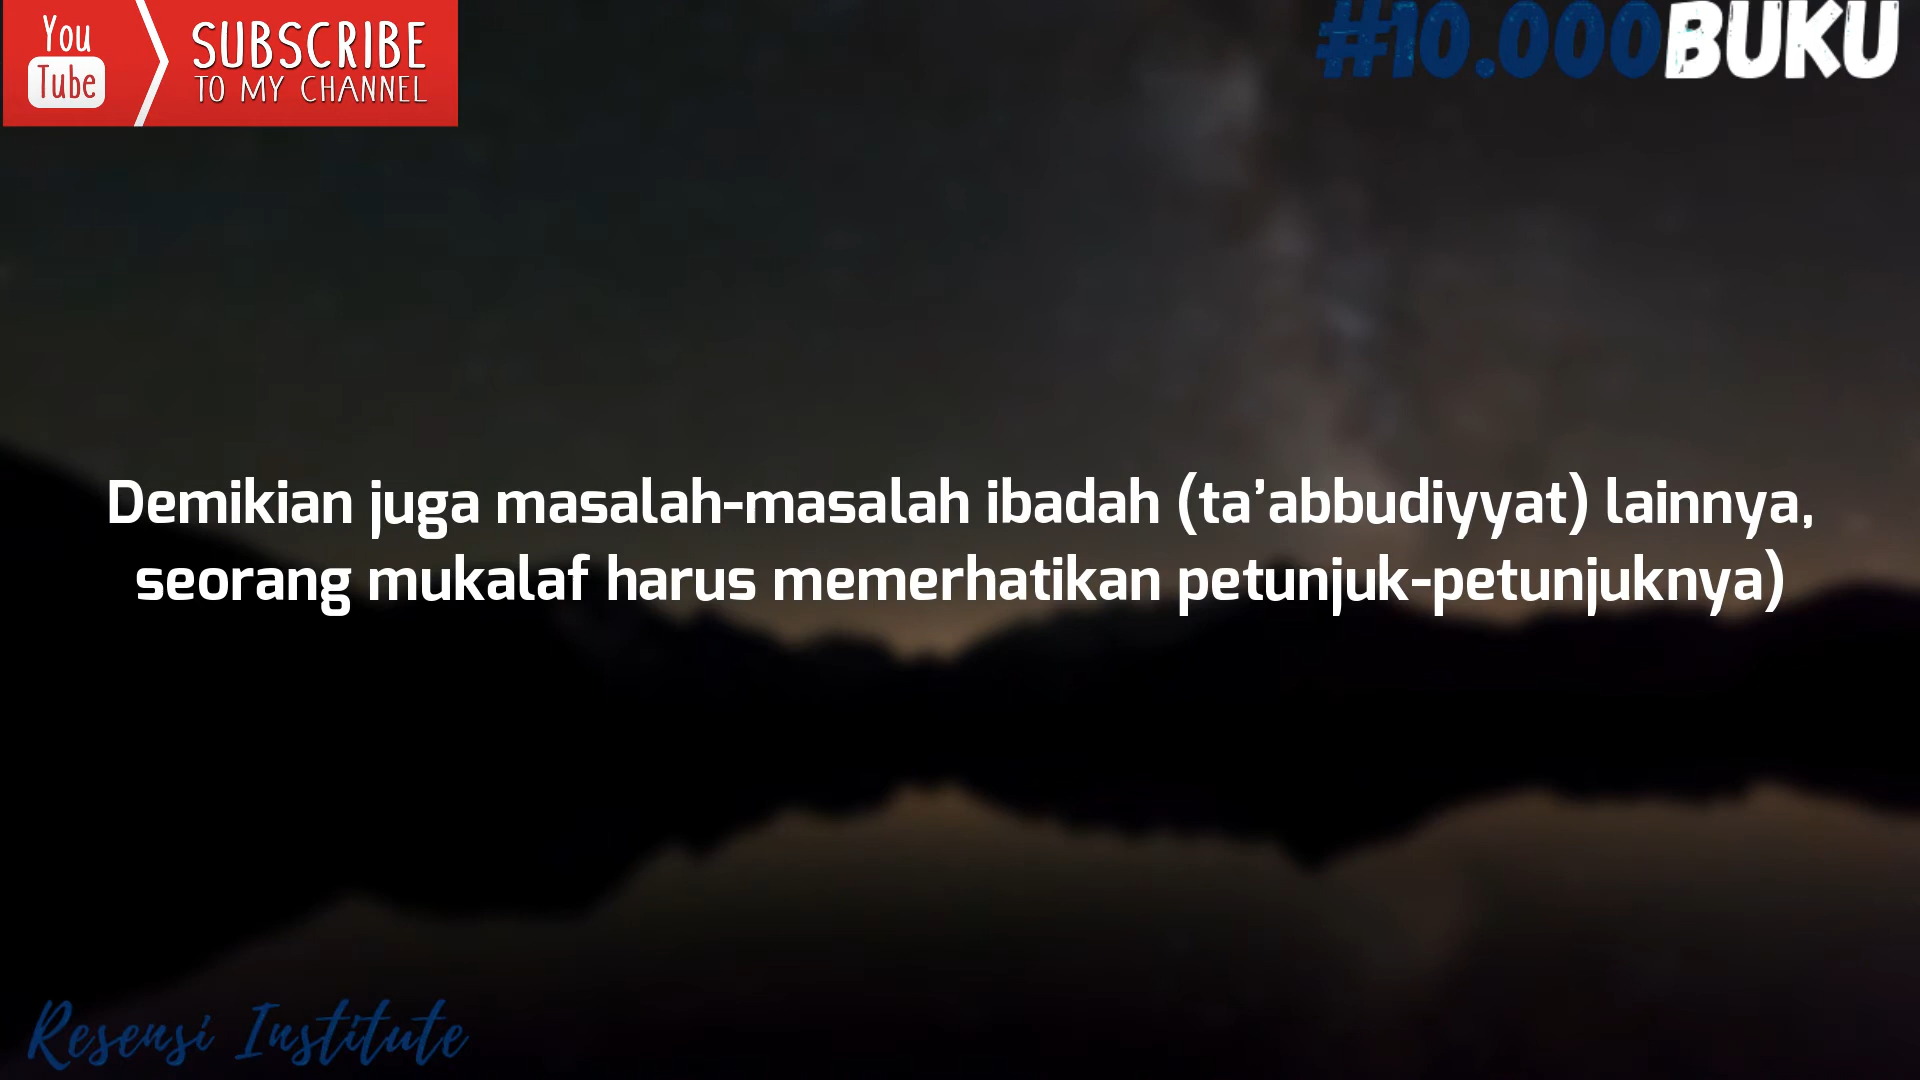 You
Tube
SUBSCRIBE
TO MY CHANNEL
#10.000BUKU
Demikian juga masalah-masalah ibadah (ta’abbudiyyat) lainnya,
seorang mukalaf harus memerhatikan petunjuk-petunjuknya)
Resensi Institute